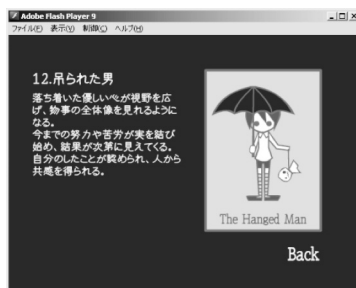 Adobe Flash Player 9
ファイル(F) 表示(V) 制御(C) ヘルプ(H)
12.吊られた男
落ち着いた優しい心が視野を広
げ、物事の全体像を見れるように
なる。
今までの努力や苦労が実を結び
始め、結果が次第に見えてくる。
自分のしたことが認められ、人から
共感を得られる。
The Hanged Man
Back